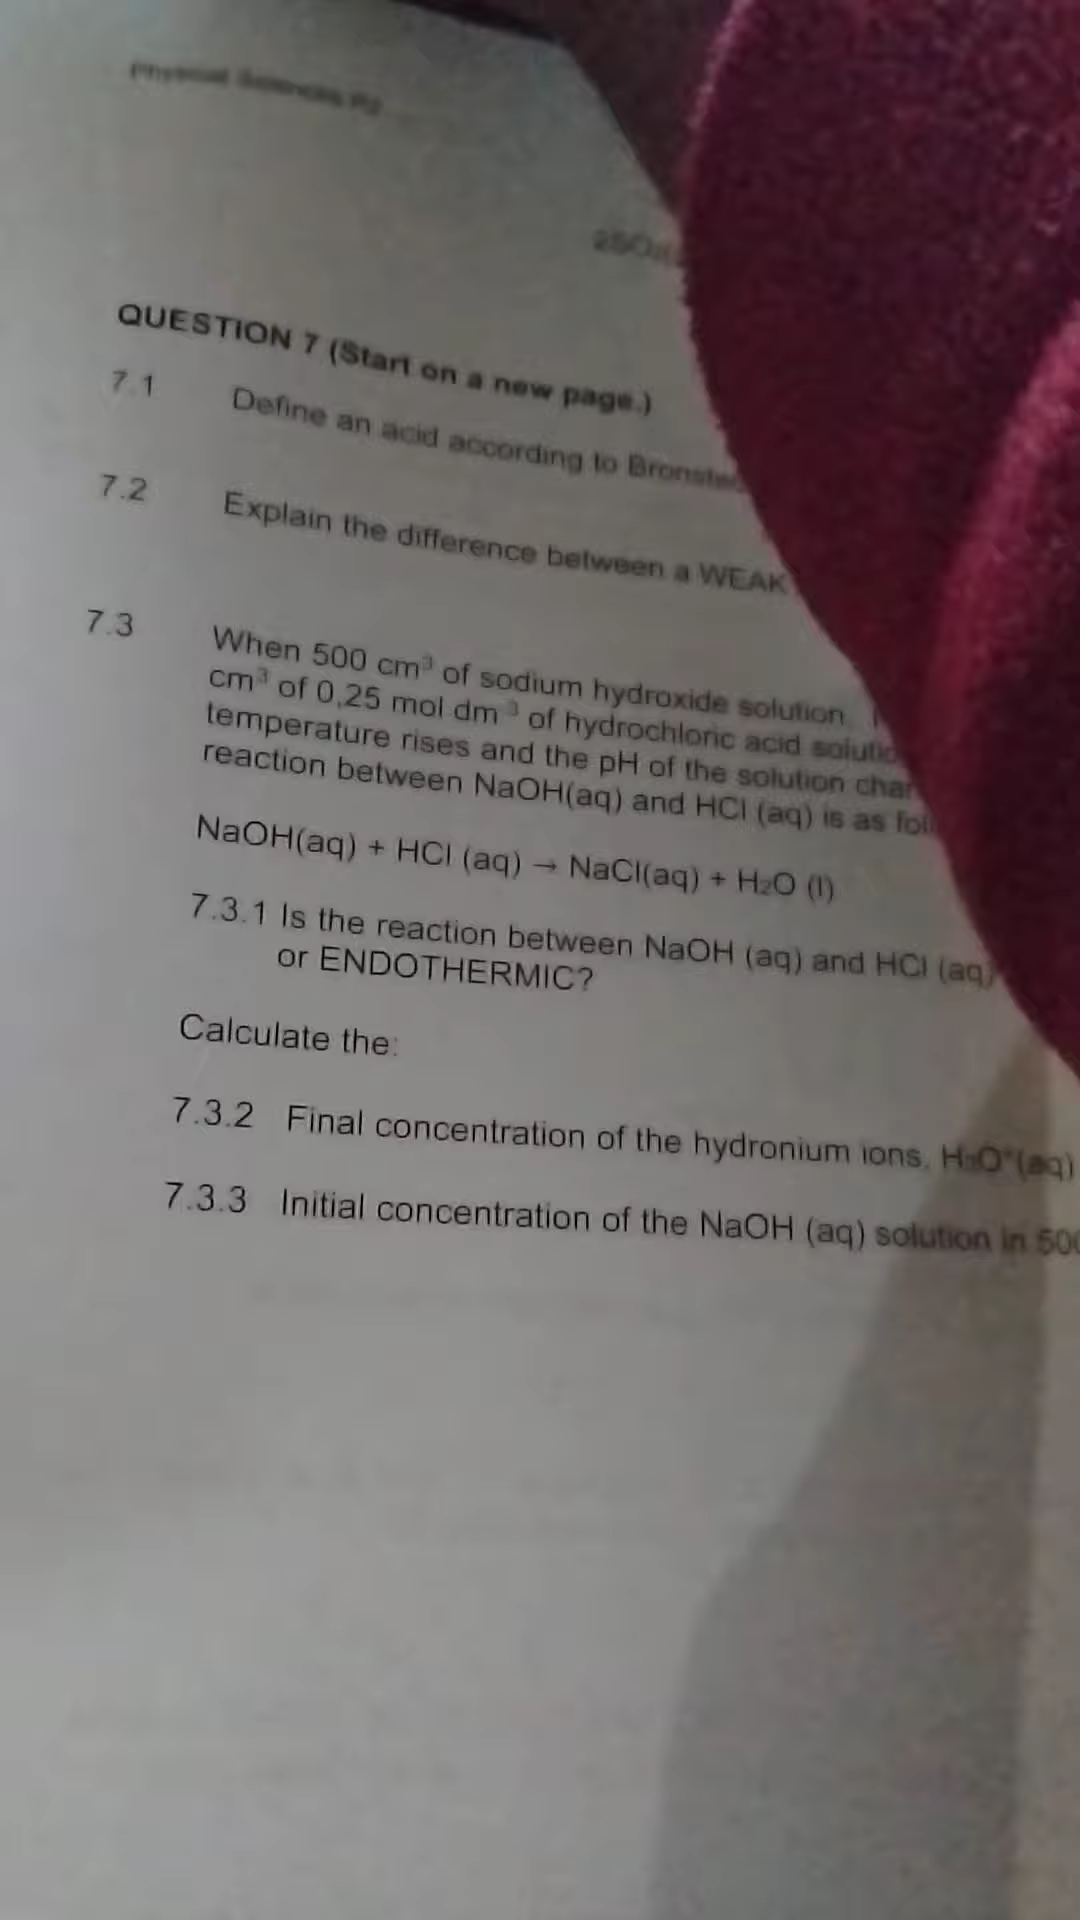 Physical Sciences P2
QUESTION 7 (Start on a new page.)
7.1 Define an acid according to
7.2 Explain the difference between a WEAK
7.3 When 500 cm³ of sodium hydroxide solution,
cm³ of 0,25 mol dm⁻³ of hydrochloric acid
temperature rises and the pH of the solution
reaction between NaOH(aq) and HCl (aq) is as
NaOH(aq) + HCl (aq) → NaCl(aq) + H₂O (l)
7.3.1 Is the reaction between NaOH (aq) and HCl (aq)
or ENDOTHERMIC?
Calculate the:
7.3.2 Final concentration of the hydronium ions, H₃O⁺(aq)
7.3.3 Initial concentration of the NaOH (aq) solution in